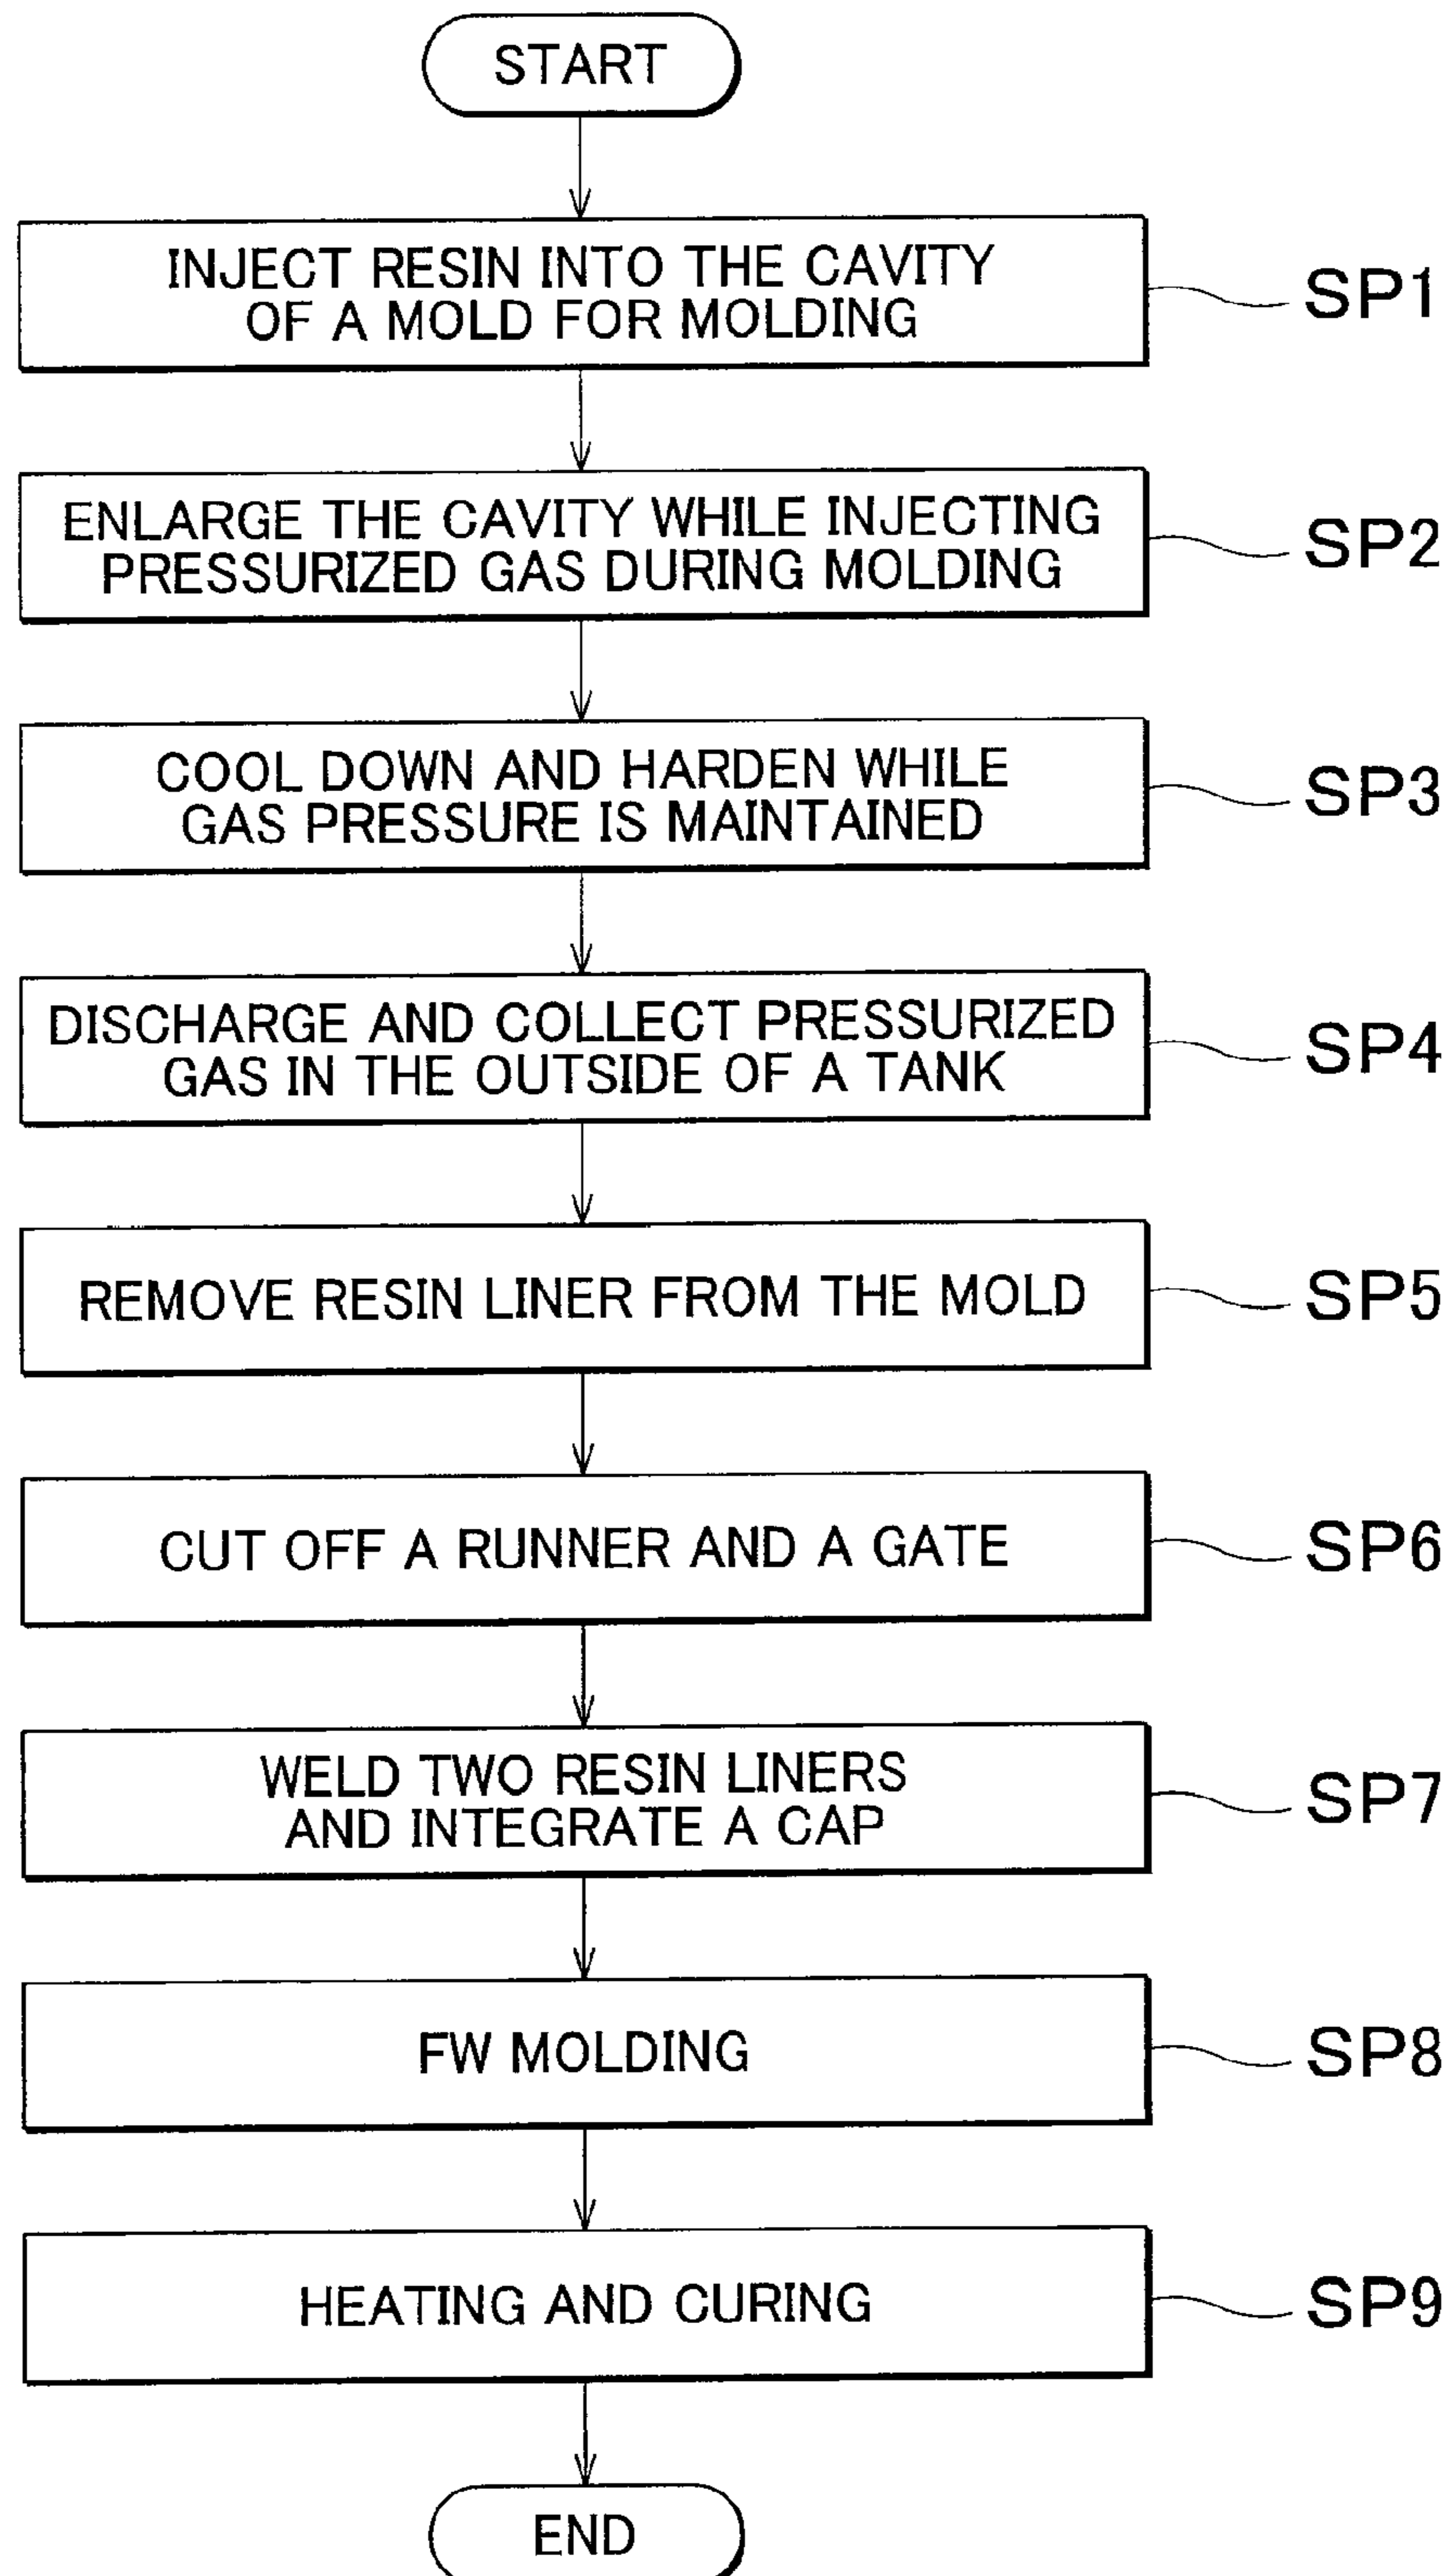 START
INJECT RESIN INTO THE CAVITY
OF A MOLD FOR MOLDING
SP1
ENLARGE THE CAVITY WHILE INJECTING
PRESSURIZED GAS DURING MOLDING
SP2
COOL DOWN AND HARDEN WHILE
GAS PRESSURE IS MAINTAINED
SP3
DISCHARGE AND COLLECT PRESSURIZED
GAS IN THE OUTSIDE OF A TANK
SP4
REMOVE RESIN LINER FROM THE MOLD
SP5
CUT OFF A RUNNER AND A GATE
SP6
WELD TWO RESIN LINERS
AND INTEGRATE A CAP
SP7
FW MOLDING
SP8
HEATING AND CURING
SP9
END